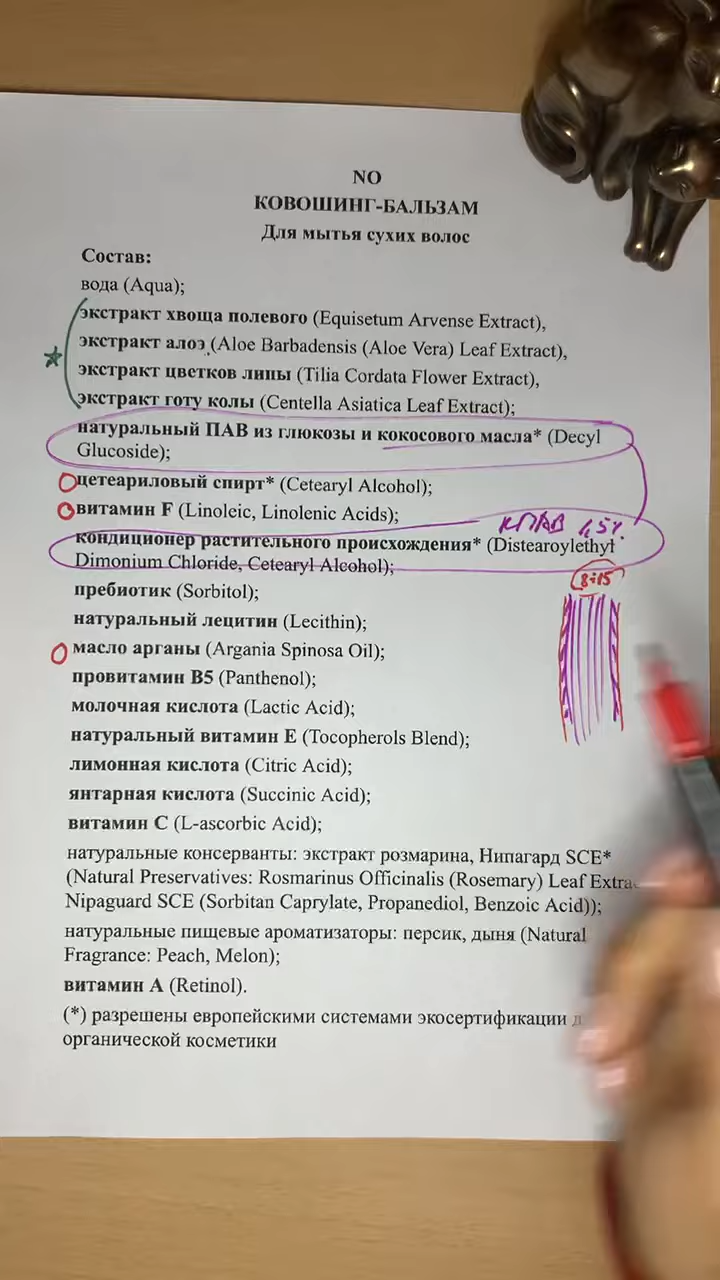 NO
КОВОШИНГ-БАЛЬЗАМ
Для мытья сухих волос
Состав:
вода (Aqua);
экстракт хвоща полевого (Equisetum Arvense Extract),
экстракт алоэ (Aloe Barbadensis (Aloe Vera) Leaf Extract),
экстракт цветков липы (Tilia Cordata Flower Extract),
экстракт готу колы (Centella Asiatica Leaf Extract);
натуральный ПАВ из глюкозы и кокосового масла* (Decyl
Glucoside);
цетеариловый спирт* (Cetearyl Alcohol);
витамин F (Linoleic, Linolenic Acids);
КПАВ 1,5%
кондиционер растительного происхождения* (Distearoylethyl
Dimonium Chloride, Cetearyl Alcohol);
8÷15
пребиотик (Sorbitol);
натуральный лецитин (Lecithin);
масло арганы (Argania Spinosa Oil);
провитамин В5 (Panthenol);
молочная кислота (Lactic Acid);
натуральный витамин Е (Tocopherols Blend);
лимонная кислота (Citric Acid);
янтарная кислота (Succinic Acid);
витамин С (L-ascorbic Acid);
натуральные консерванты: экстракт розмарина, Нипагард SCE*
(Natural Preservatives: Rosmarinus Officinalis (Rosemary) Leaf Extra
Nipaguard SCE (Sorbitan Caprylate, Propanediol, Benzoic Acid));
натуральные пищевые ароматизаторы: персик, дыня (Natural
Fragrance: Peach, Melon);
витамин А (Retinol).
(*) разрешены европейскими системами экосертификации д
органической косметики